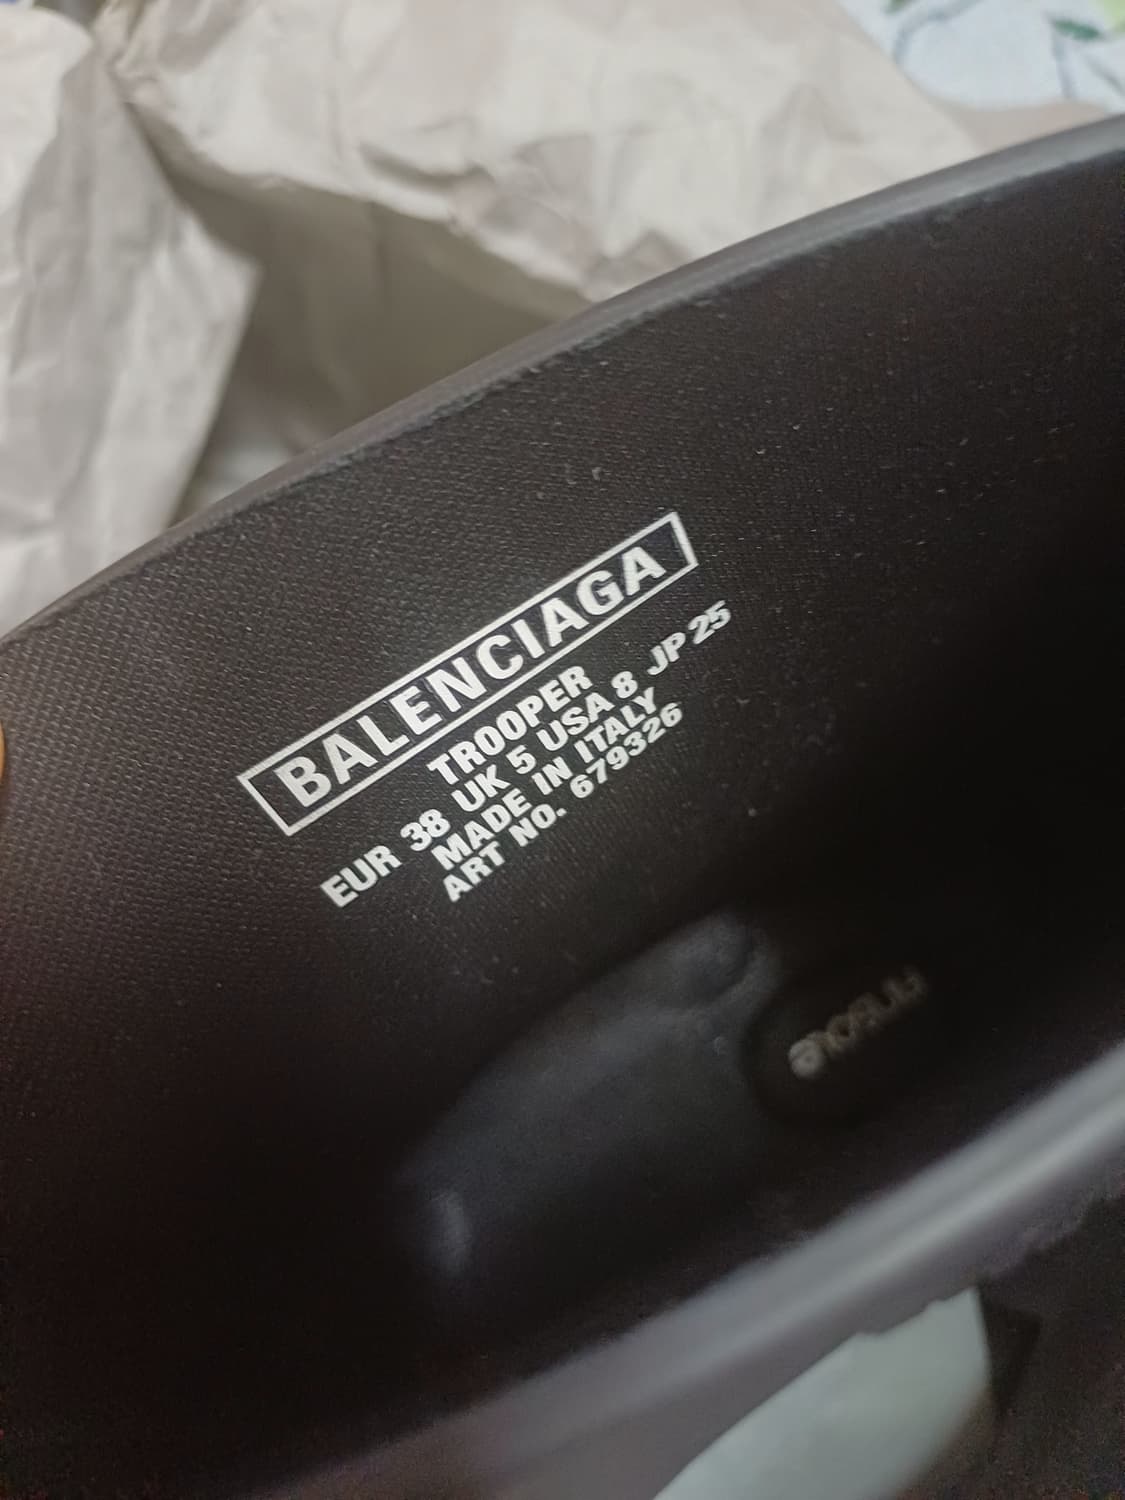 BALENCIAGA
TROOPER
EUR 38 UK 5 USA 8 JP 25
MADE IN ITALY
ART NO. 679326